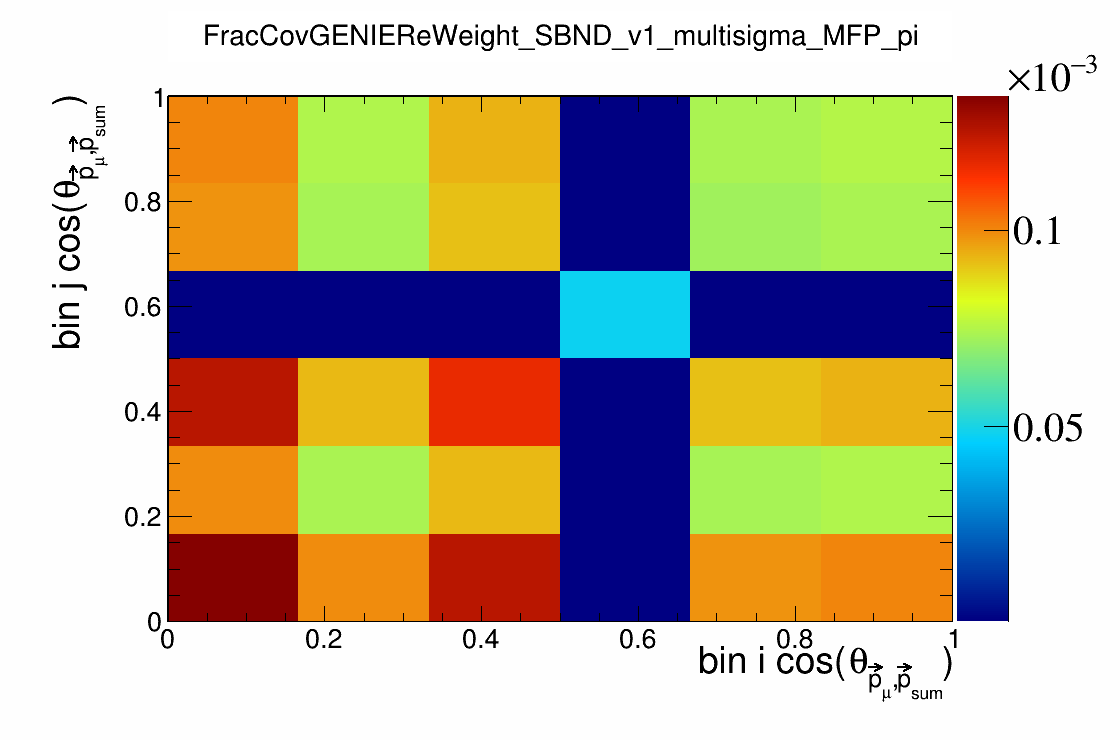 FracCovGENIEReWeight_SBND_v1_multisigma_MFP_pi
×10⁻³
bin j cos(θ_{p⃗_μ,p⃗_sum})
1
0.8
0.6
0.4
0.2
0
0 0.2 0.4 0.6 0.8 1
0.1
0.05
bin i cos(θ_{p⃗_μ,p⃗_sum})